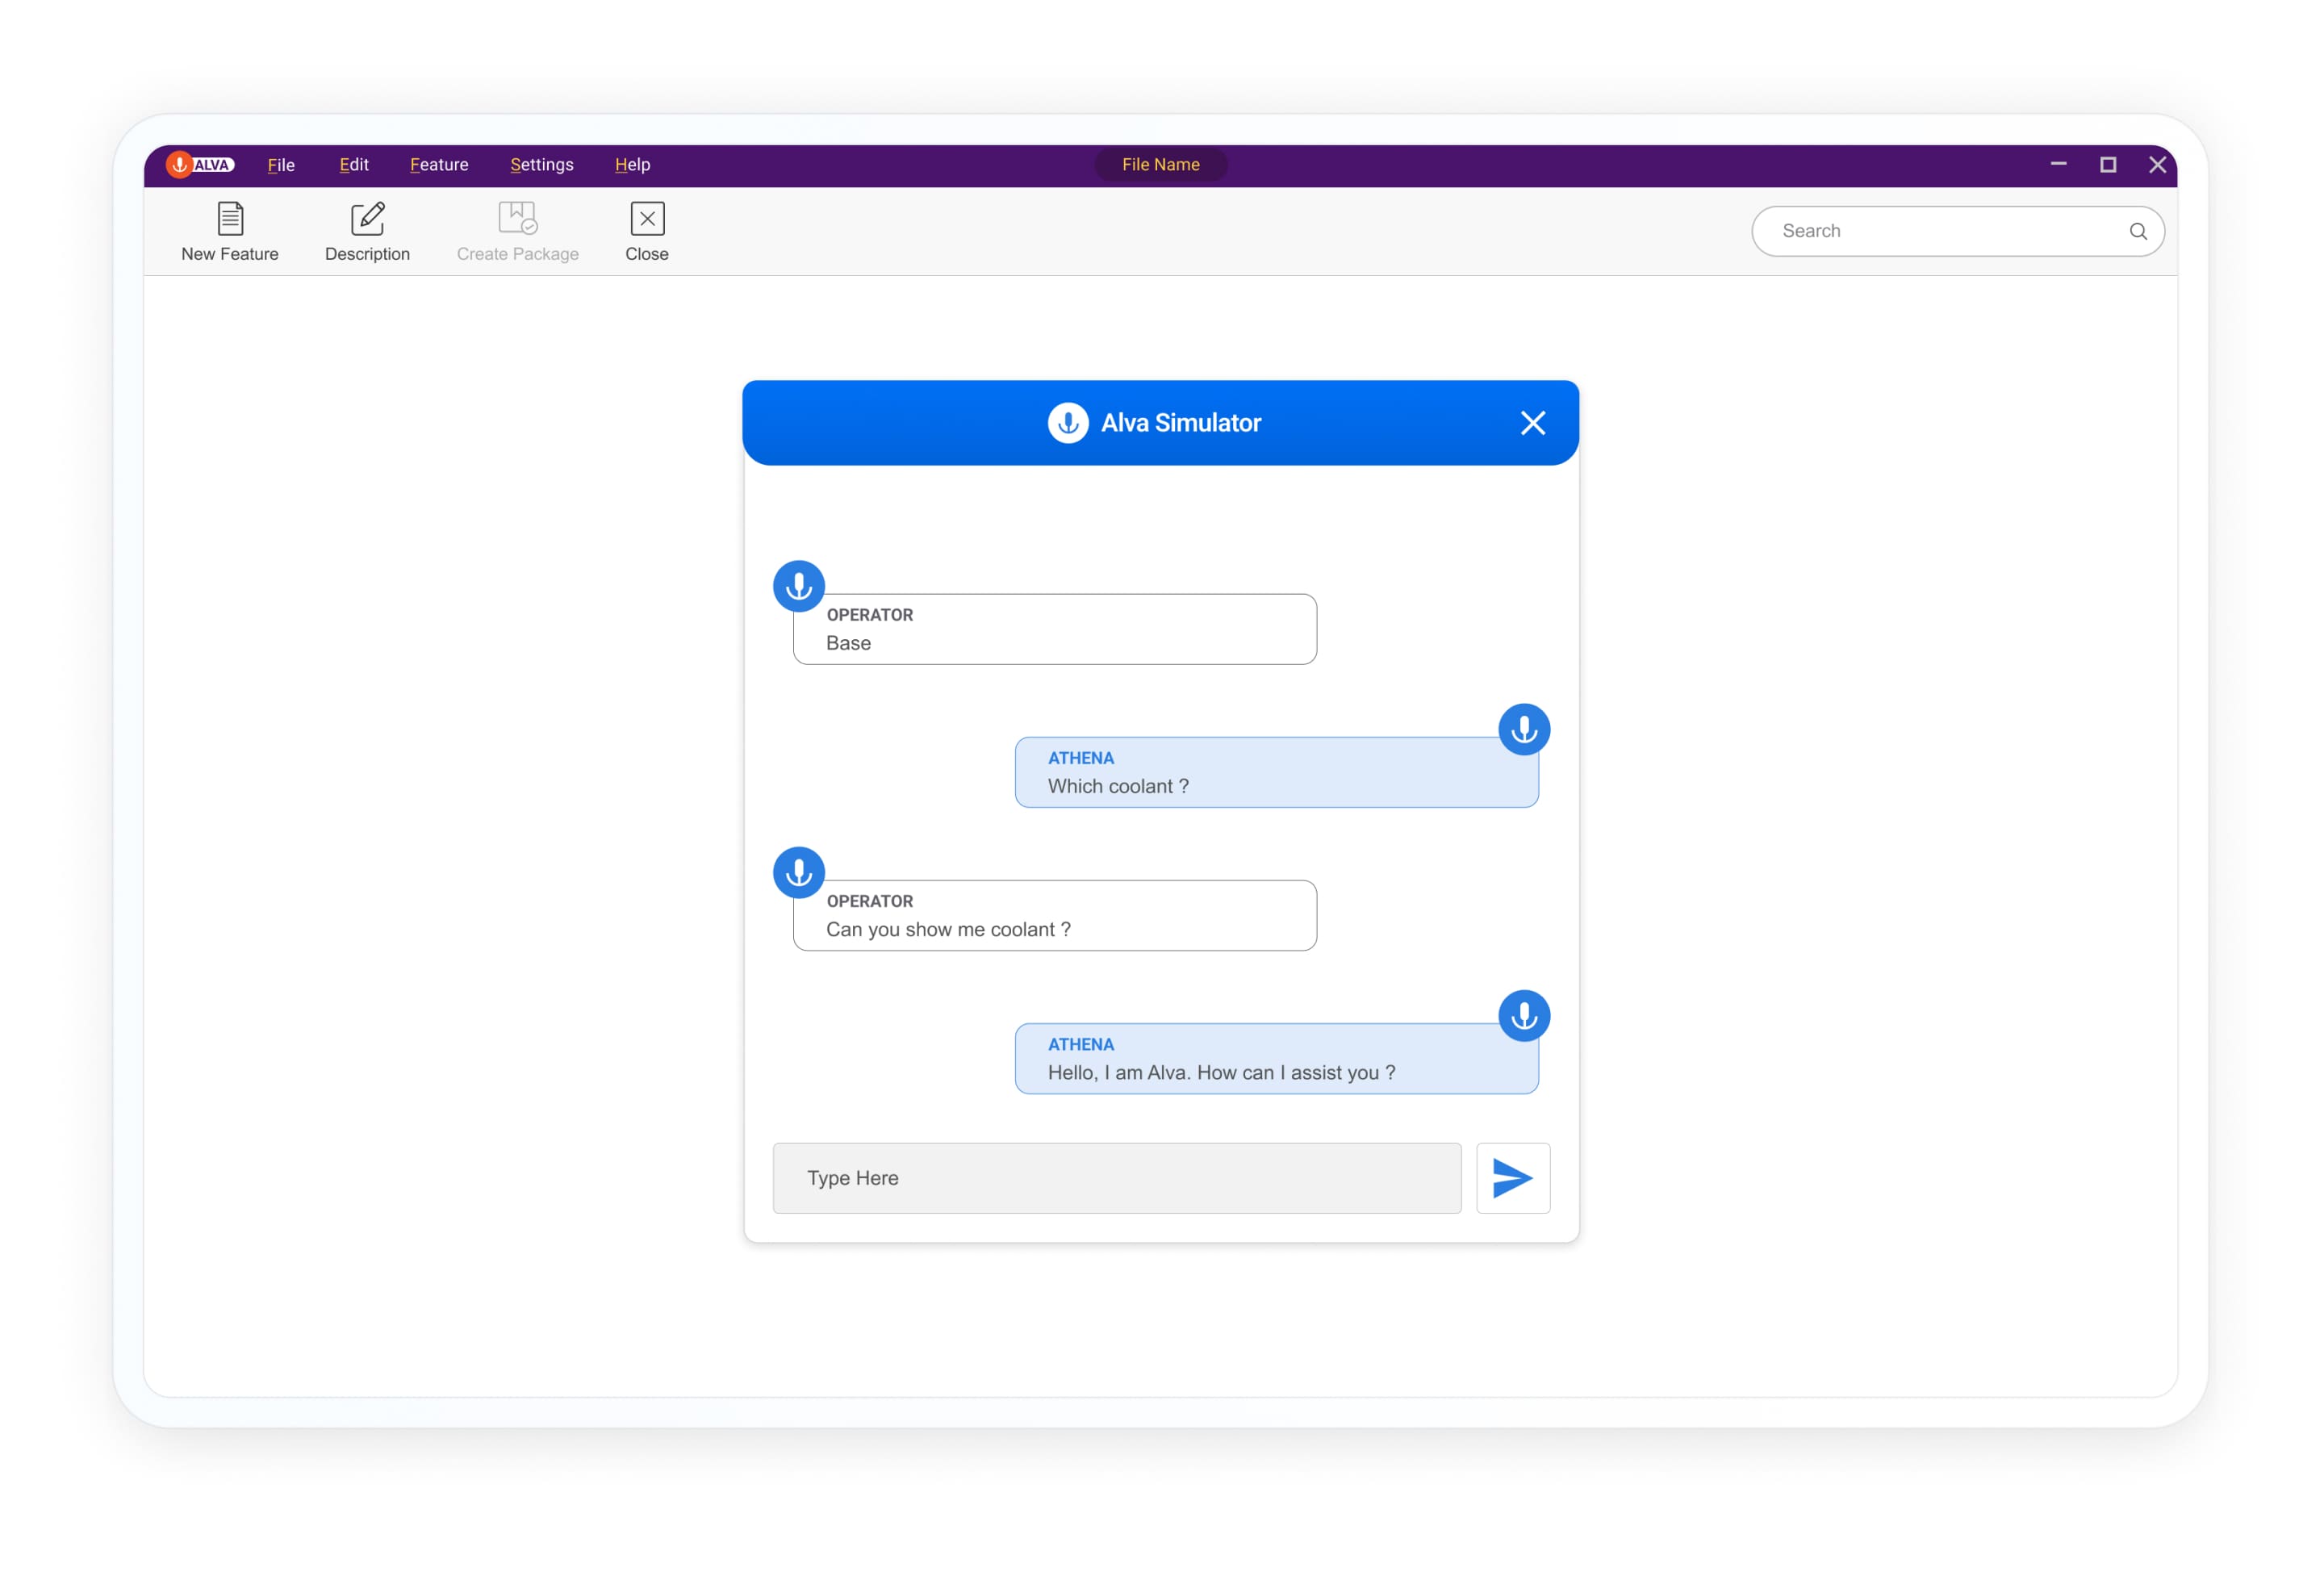 ALVA File Edit Feature Settings Help File Name
New Feature Description Create Package Close Search
Alva Simulator
OPERATOR
Base
ATHENA
Which coolant ?
OPERATOR
Can you show me coolant ?
ATHENA
Hello, I am Alva. How can I assist you ?
Type Here